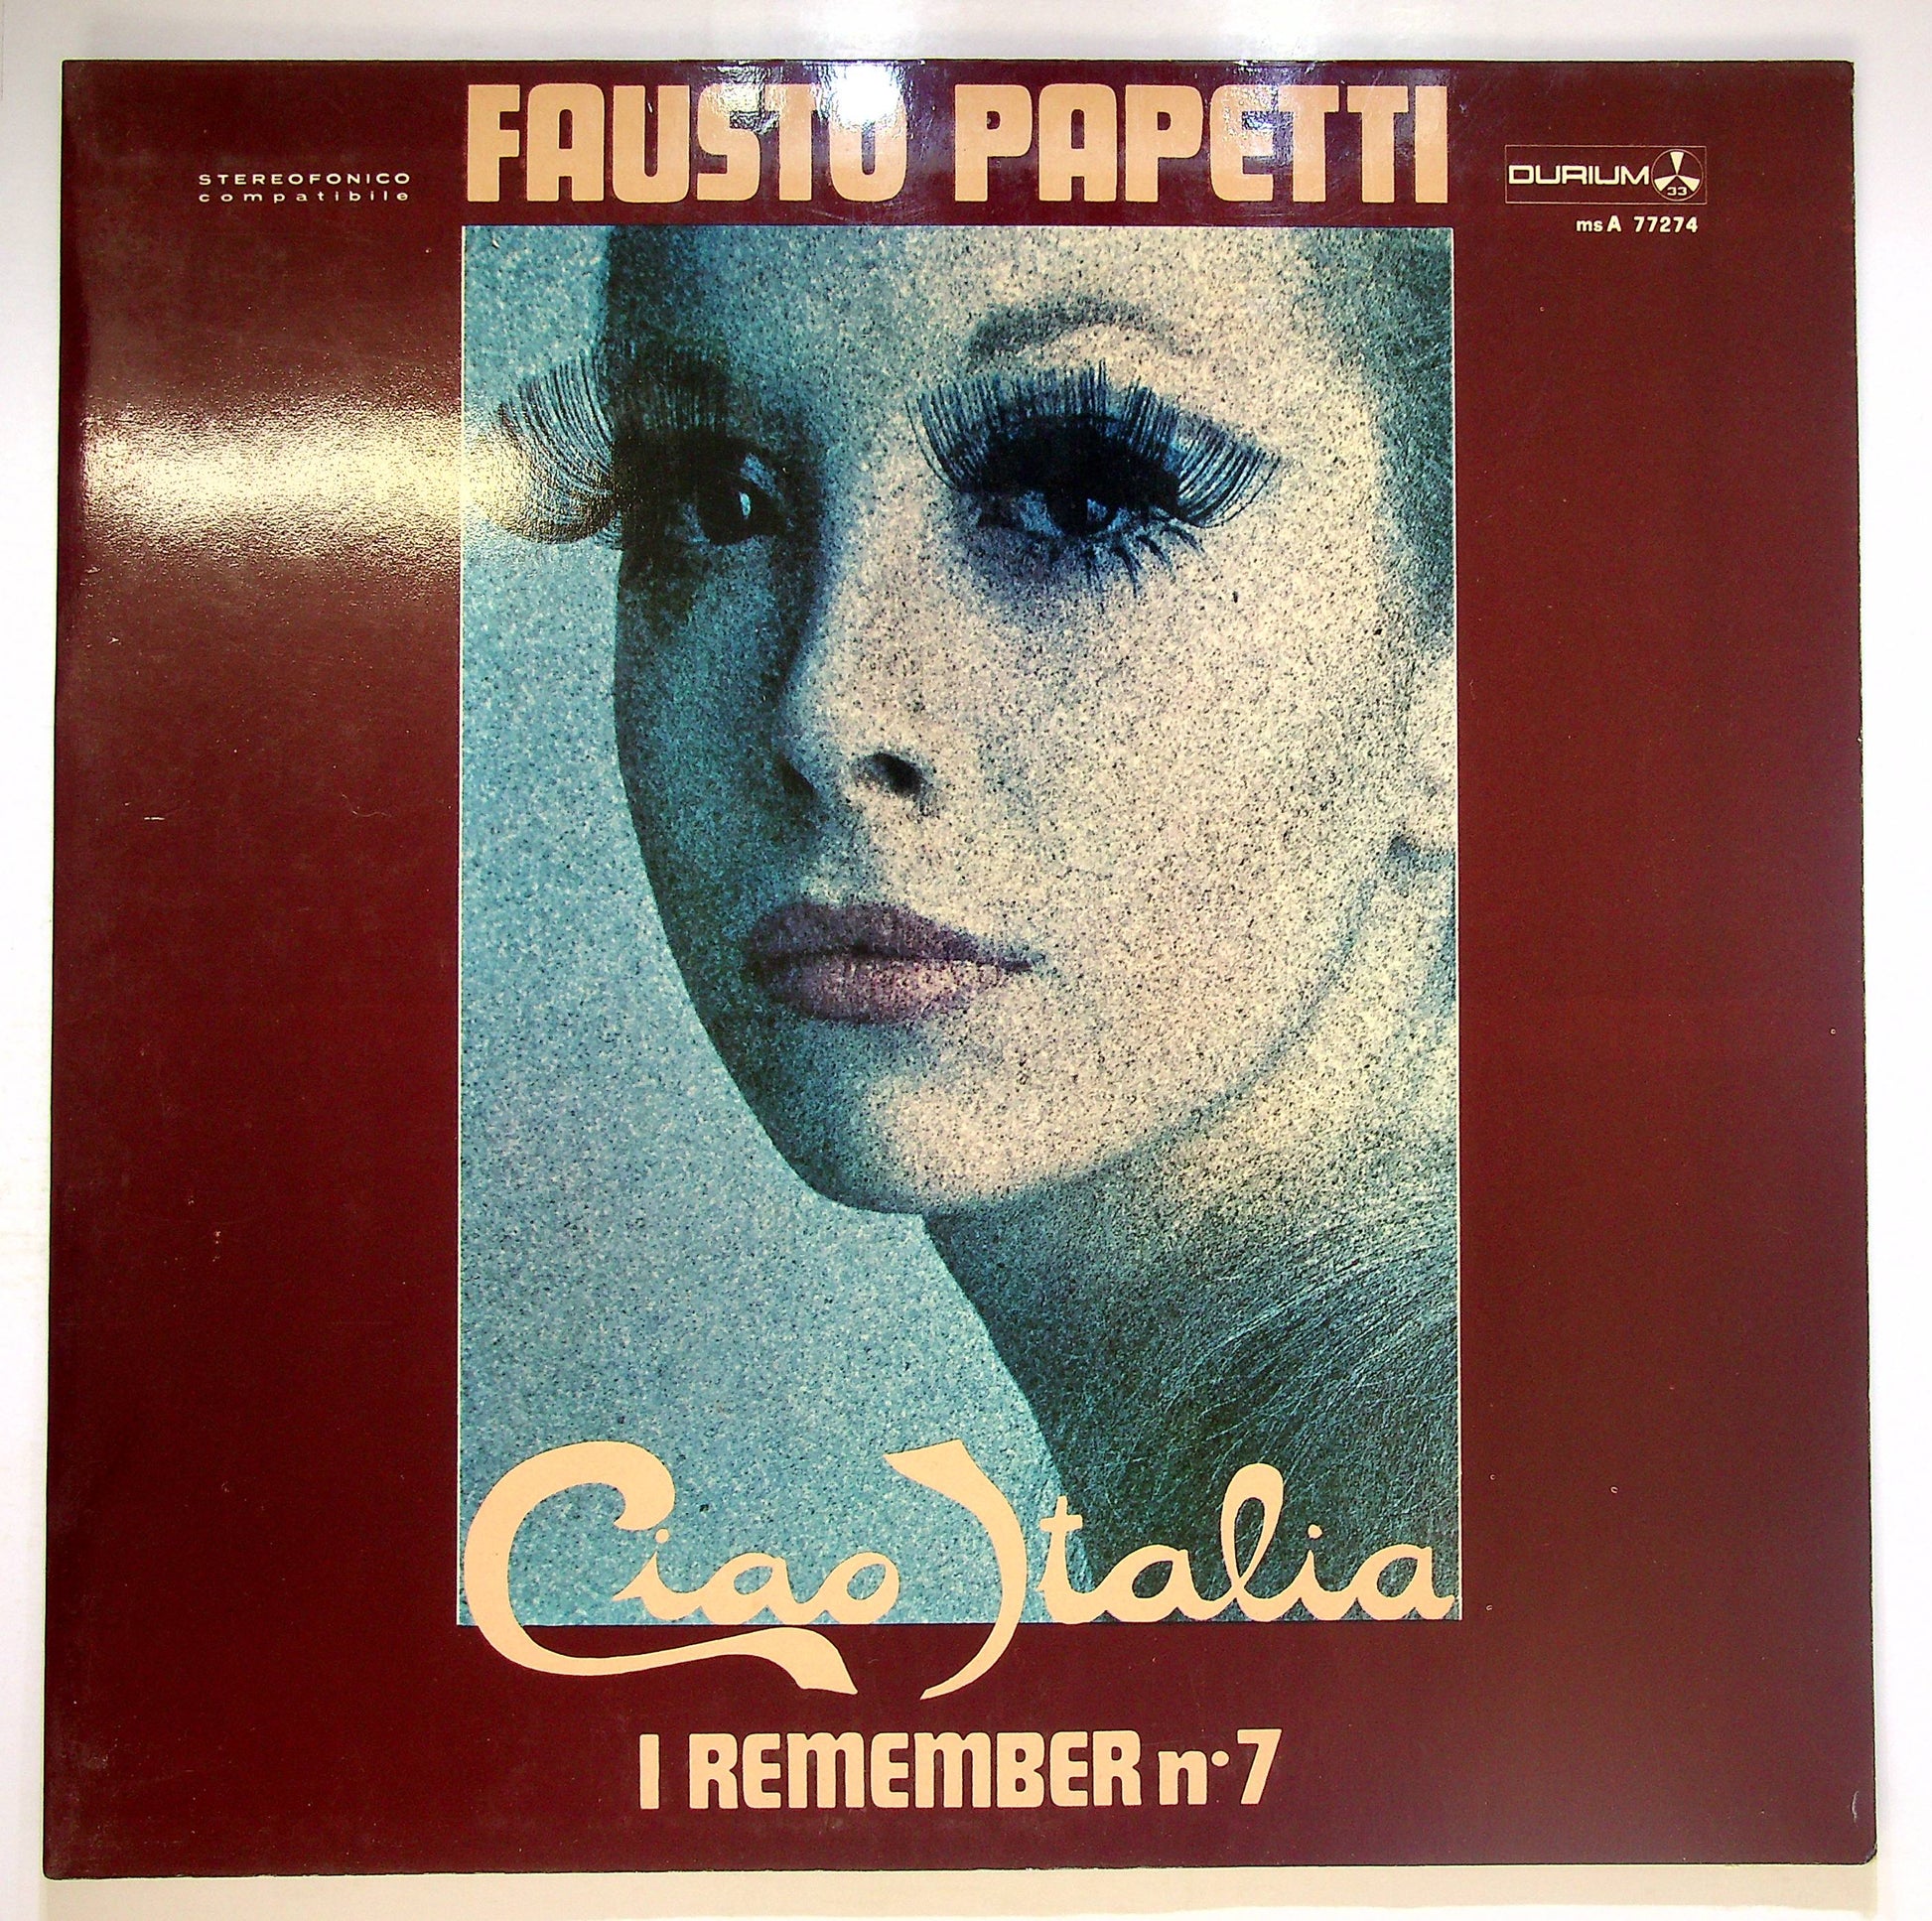 FAUSTO PAPETTI
STEREOFONICO
compatibile
DURIUM
33
ms A 77274
Ciao Italia
I REMEMBER n·7